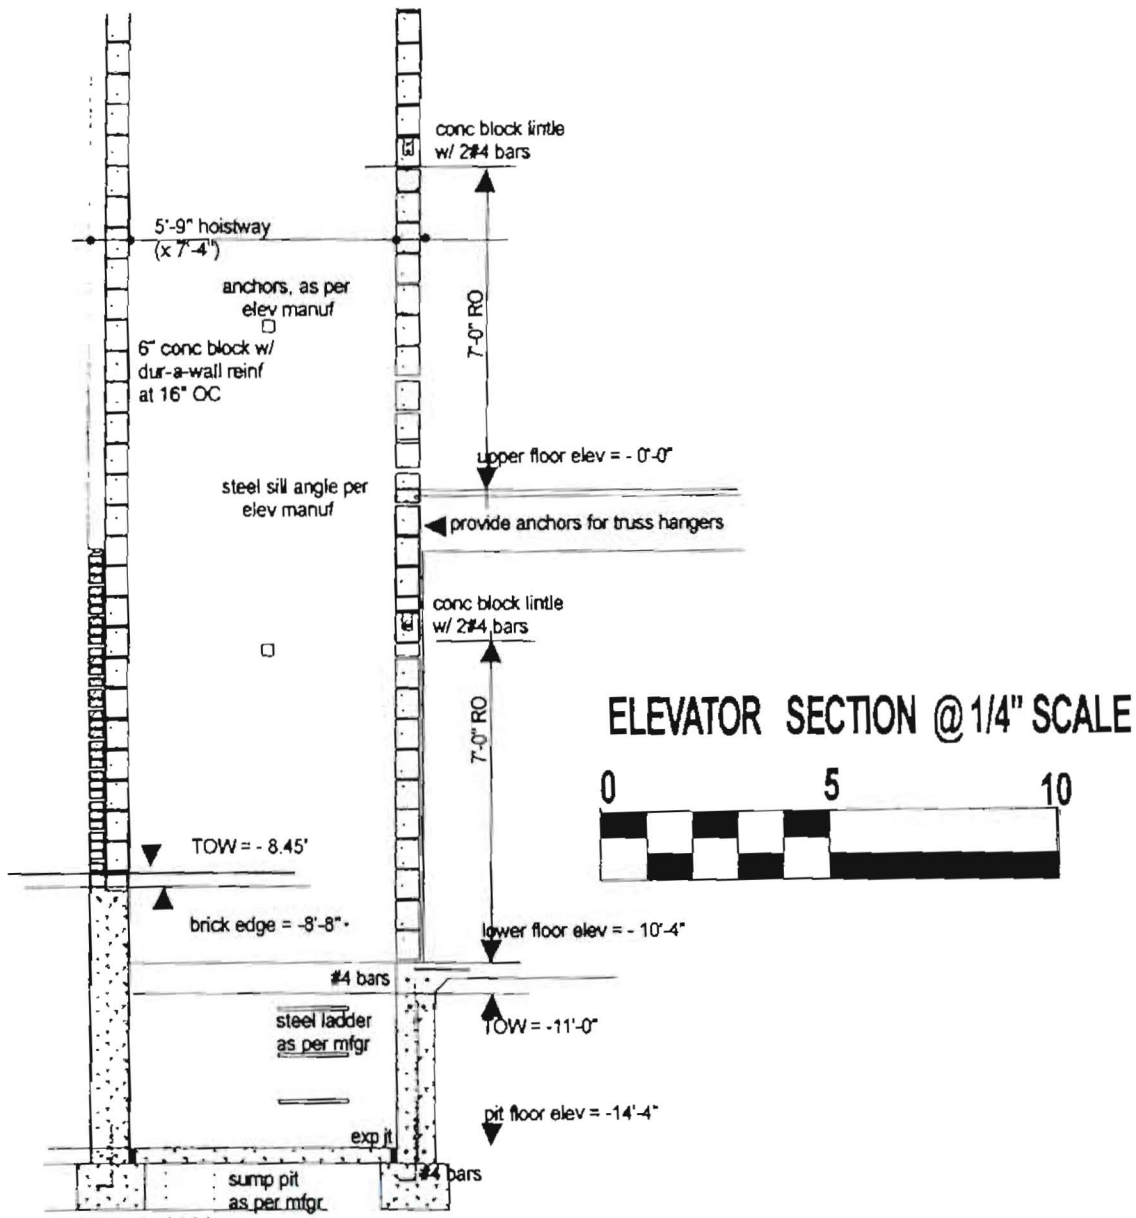 conc block lintle
w/ 2#4 bars
5'-9" hoistway
(x 7'-4")
anchors, as per
elev manuf
7'-0" RO
6" conc block w/
dur-a-wall reinf
at 16" OC
upper floor elev = - 0'-0"
steel sill angle per
elev manuf
provide anchors for truss hangers
conc block lintle
w/ 2#4 bars
7'-0" RO
ELEVATOR SECTION @ 1/4" SCALE
0 5 10
TOW = - 8.45'
brick edge = -8'-8"
lower floor elev = - 10'-4"
#4 bars
steel ladder
as per mfgr
TOW = -11'-0"
pit floor elev = -14'-4"
exp jt
#4 bars
sump pit
as per mfgr